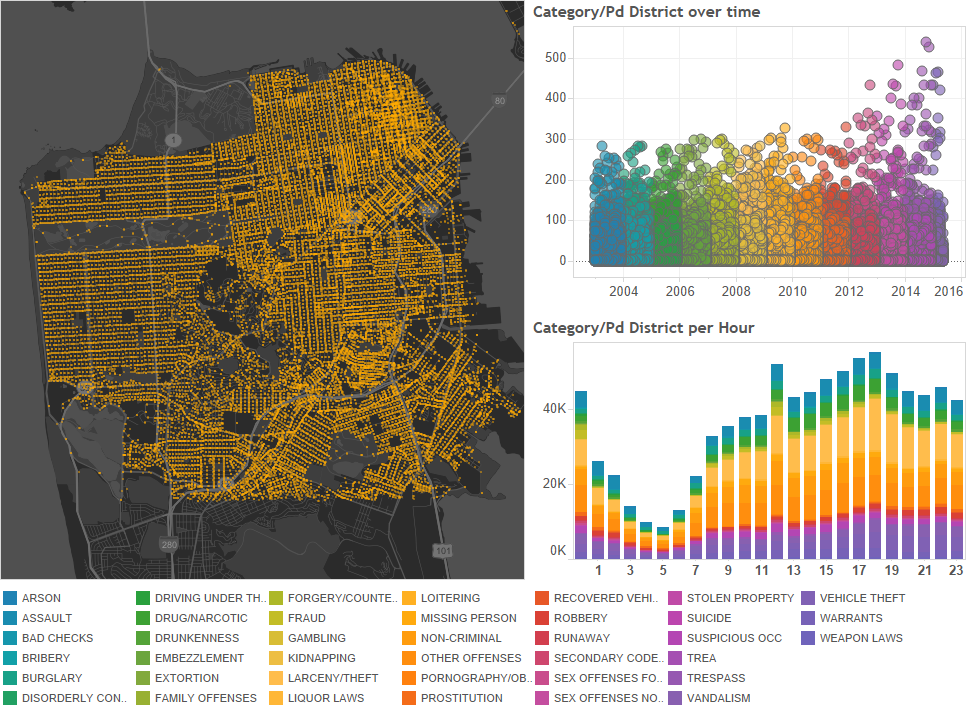 Category/Pd District over time
500
400
300
200
100
0
2004 2006 2008 2010 2012 2014 2016
Category/Pd District per Hour
40K
20K
0K
1 3 5 7 9 11 13 15 17 19 21 23
1
80
280
101
ARSON
ASSAULT
BAD CHECKS
BRIBERY
BURGLARY
DISORDERLY CON..
DRIVING UNDER TH..
DRUG/NARCOTIC
DRUNKENNESS
EMBEZZLEMENT
EXTORTION
FAMILY OFFENSES
FORGERY/COUNTE..
FRAUD
GAMBLING
KIDNAPPING
LARCENY/THEFT
LIQUOR LAWS
LOITERING
MISSING PERSON
NON-CRIMINAL
OTHER OFFENSES
PORNOGRAPHY/OB..
PROSTITUTION
RECOVERED VEHI..
ROBBERY
RUNAWAY
SECONDARY CODE..
SEX OFFENSES FO..
SEX OFFENSES NO..
STOLEN PROPERTY
SUICIDE
SUSPICIOUS OCC
TREA
TRESPASS
VANDALISM
VEHICLE THEFT
WARRANTS
WEAPON LAWS